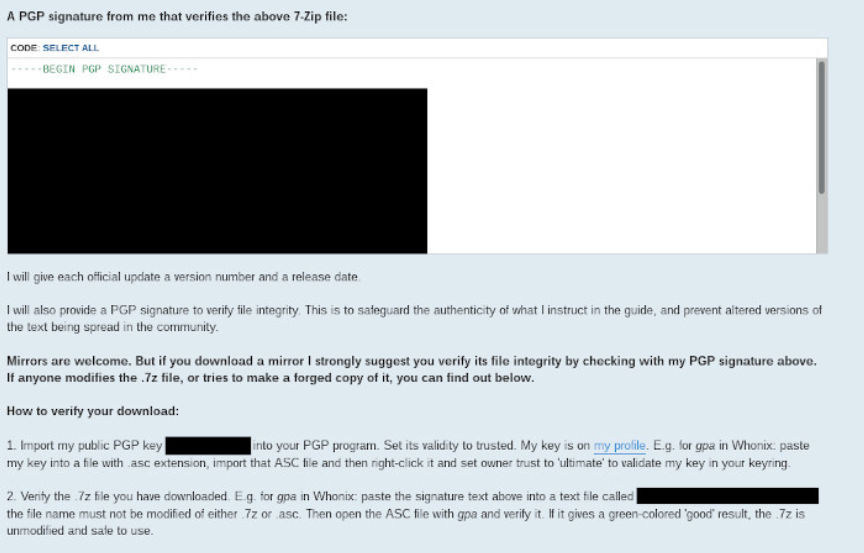 A PGP signature from me that verifies the above 7-Zip file:
CODE: SELECT ALL
-----BEGIN PGP SIGNATURE-----
I will give each official update a version number and a release date.
I will also provide a PGP signature to verify file integrity. This is to safeguard the authenticity of what I instruct in the guide, and prevent altered versions of
the text being spread in the community.
Mirrors are welcome. But if you download a mirror I strongly suggest you verify its file integrity by checking with my PGP signature above.
If anyone modifies the .7z file, or tries to make a forged copy of it, you can find out below.
How to verify your download:
1. Import my public PGP key into your PGP program. Set its validity to trusted. My key is on my profile. E.g. for gpa in Whonix: paste
my key into a file with .asc extension, import that ASC file and then right-click it and set owner trust to 'ultimate' to validate my key in your keyring.
2. Verify the .7z file you have downloaded. E.g. for gpa in Whonix: paste the signature text above into a text file called
the file name must not be modified of either .7z or .asc. Then open the ASC file with gpa and verify it. If it gives a green-colored 'good' result, the .7z is
unmodified and safe to use.